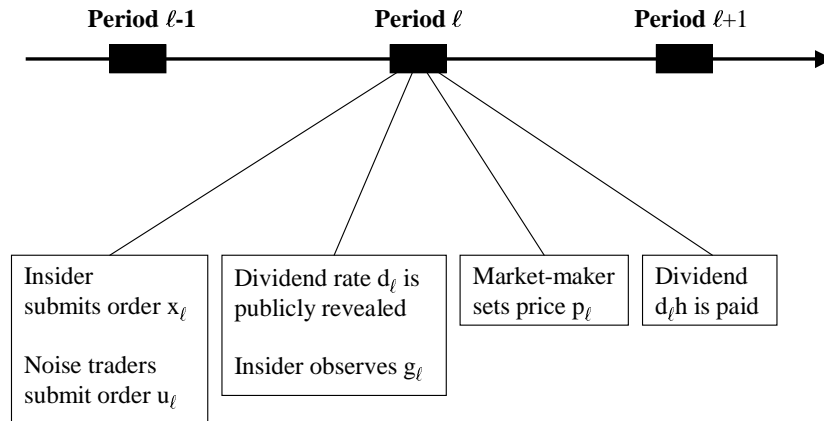 Period ℓ-1
Period ℓ
Period ℓ+1
Insider
submits order xℓ
Noise traders
submit order uℓ
Dividend rate dℓ is
publicly revealed
Insider observes gℓ
Market-maker
sets price pℓ
Dividend
dℓh is paid